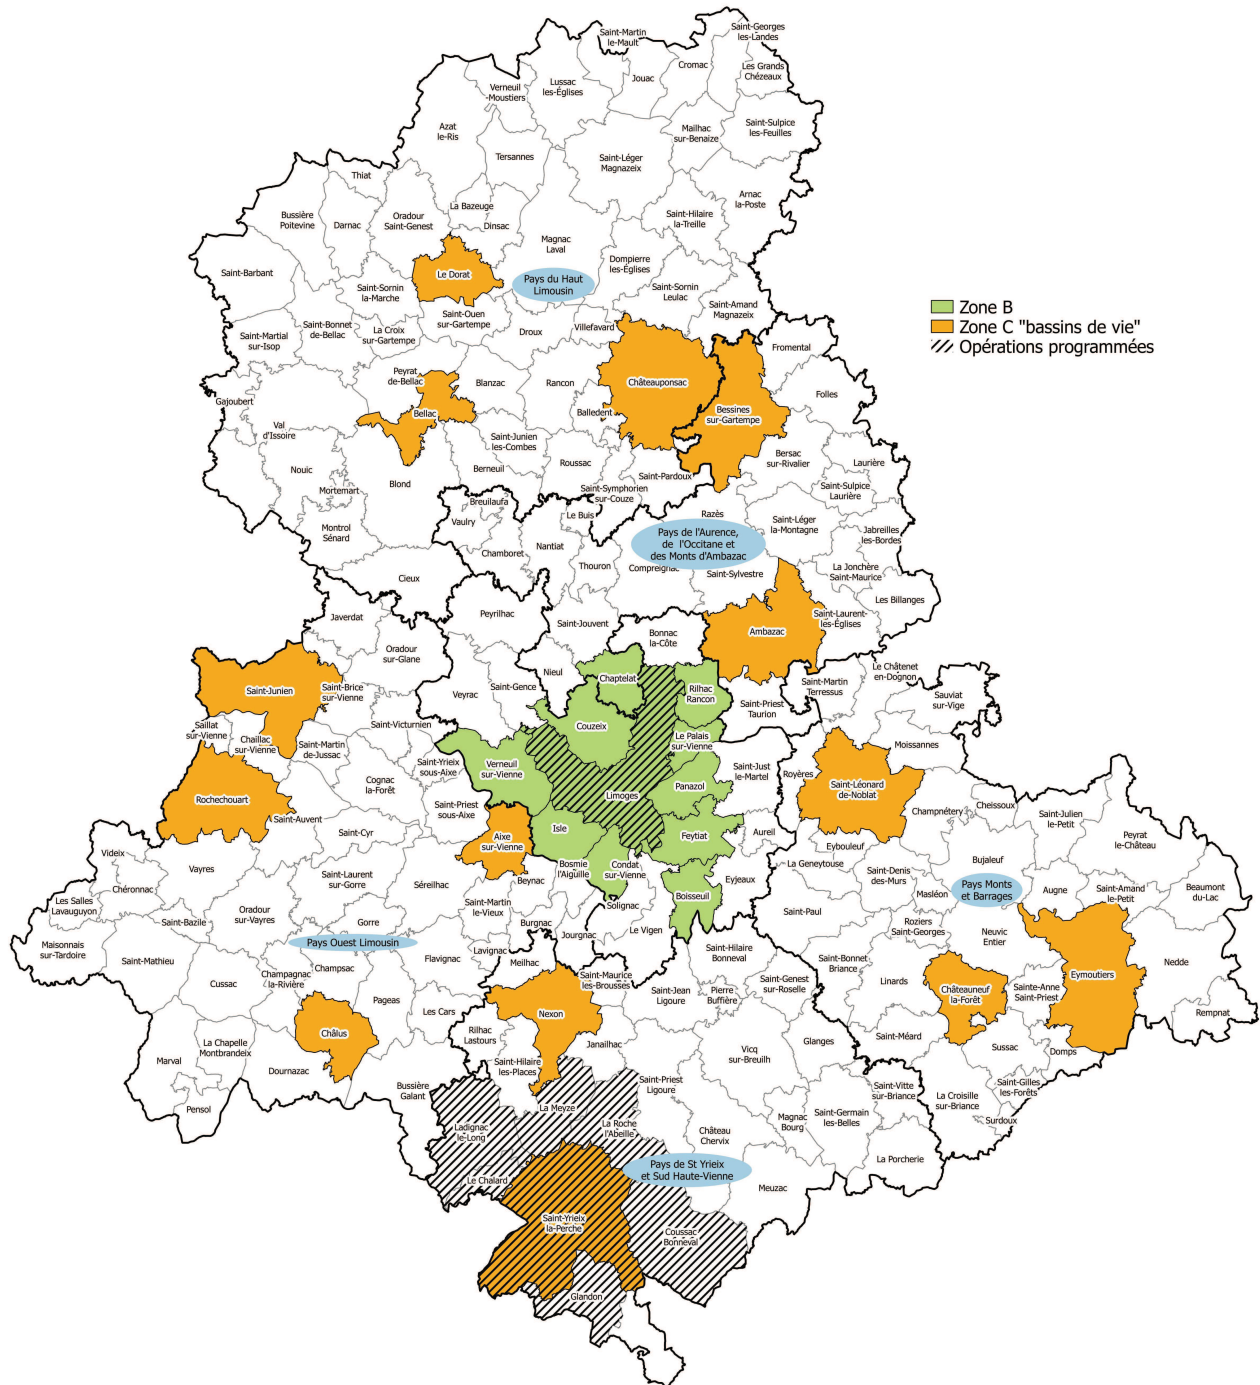 Saint-Georges
les-Landes
Saint-Martin
le-Mault
Cromac
Jouac
Les Grands
Chézeaux
Lussac
les-Églises
Verneuil
-Moustiers
Azat
le-Ris
Mailhac
sur-Benaize
Saint-Sulpice
les-Feuilles
Tersannes
Saint-Léger
Magnazeix
Thiat
Arnac
la-Poste
La Bazeuge
Bussière
Poitevine
Darnac
Oradour
Saint-Genest
Dinsac
Saint-Hilaire
la-Treille
Magnac
Laval
Dompierre
les-Églises
Saint-Barbant
Le Dorat
Pays du Haut
Limousin
Saint-Sornin
la-Marche
Saint-Sornin
Leulac
Saint-Amand
Magnazeix
Zone B
Zone C "bassins de vie"
Opérations programmées
Saint-Ouen
sur-Gartempe
Saint-Martial
sur-Isop
Saint-Bonnet
de-Bellac
La Croix
sur-Gartempe
Droux
Villefavard
Fromental
Peyrat
de-Bellac
Blanzac
Rancon
Châteauponsac
Folles
Gajoubert
Bellac
Balledent
Bessines
sur-Gartempe
Val
d'Issoire
Saint-Junien
les-Combes
Bersac
sur-Rivalier
Laurière
Nouic
Berneuil
Roussac
Saint-Pardoux
Saint-Sulpice
Laurière
Mortemart
Blond
Saint-Symphorien
sur-Couze
Breuilaufa
Le Buis
Razès
Montrol
Sénard
Vaulry
Saint-Léger
la-Montagne
Jabreilles
les-Bordes
Pays de l'Aurence,
de l'Occitane et
des Monts d'Ambazac
Chamboret
Nantiat
Thouron
Compreignac
Saint-Sylvestre
La Jonchère
Saint-Maurice
Cieux
Les Billanges
Javerdat
Peyrilhac
Saint-Jouvent
Bonnac
la-Côte
Ambazac
Saint-Laurent-
les-Églises
Oradour
sur-Glane
Nieul
Chaptelat
Le Châtenet
en-Dognon
Saint-Junien
Saint-Brice
sur-Vienne
Veyrac
Saint-Gence
Rilhac
Rancon
Saint-Martin
Terressus
Sauviat
sur-Vige
Saint-Priest
Taurion
Saillat
sur-Vienne
Saint-Victurnien
Couzeix
Chaillac
sur-Vienne
Saint-Martin
de-Jussac
Le Palais
sur-Vienne
Moissannes
Verneuil
sur-Vienne
Saint-Yrieix
sous-Aixe
Saint-Just
le-Martel
Royères
Saint-Léonard
de-Noblat
Cognac
la-Forêt
Rochechouart
Limoges
Panazol
Cheissoux
Saint-Priest
sous-Aixe
Champnétery
Saint-Julien
le-Petit
Saint-Auvent
Saint-Cyr
Aixe
sur-Vienne
Isle
Feytiat
Aureil
Eybouleuf
Peyrat
le-Château
Videix
Vayres
Bosmie
l'Aiguille
Condat
sur-Vienne
La Geneytouse
Bujaleuf
Chéronnac
Saint-Laurent
sur-Gorre
Séreilhac
Beynac
Eyjeaux
Saint-Denis
des-Murs
Masléon
Pays Monts
et Barrages
Augne
Saint-Amand
le-Petit
Beaumont
du-Lac
Les Salles
Lavauguyon
Boisseuil
Solignac
Saint-Paul
Oradour
sur-Vayres
Saint-Martin
le-Vieux
Saint-Bazile
Gorre
Burgnac
Le Vigen
Roziers
Saint-Georges
Neuvic
Entier
Maisonnais
sur-Tardoire
Pays Ouest Limousin
Jourgnac
Saint-Mathieu
Lavignac
Flavignac
Meilhac
Saint-Hilaire
Bonneval
Saint-Bonnet
Briance
Nedde
Champsac
Cussac
Champagnac
la-Rivière
Saint-Maurice
les-Brousses
Saint-Genest
sur-Roselle
Linards
Châteauneuf
la-Forêt
Sainte-Anne
Saint-Priest
Eymoutiers
Pageas
Les Cars
Nexon
Saint-Jean
Ligoure
Pierre
Buffière
Rempnat
Châlus
Rilhac
Lastours
Janailhac
Glanges
Saint-Méard
Sussac
Domps
La Chapelle
Montbrandeix
Vicq
sur-Breuilh
Marval
Dournazac
Saint-Hilaire
les-Places
Saint-Priest
Ligoure
Saint-Vitte
sur-Briance
Saint-Gilles
les-Forêts
Pensol
Bussière
Galant
La Croisille
sur-Briance
La Meyze
Magnac
Bourg
Saint-Germain
les-Belles
Surdoux
Ladignac
le-Long
La Roche
l'Abeille
Château
Chervix
La Porcherie
Pays de St Yrieix
et Sud Haute-Vienne
Le Chalard
Meuzac
Saint-Yrieix
la-Perche
Coussac
Bonneval
Glandon